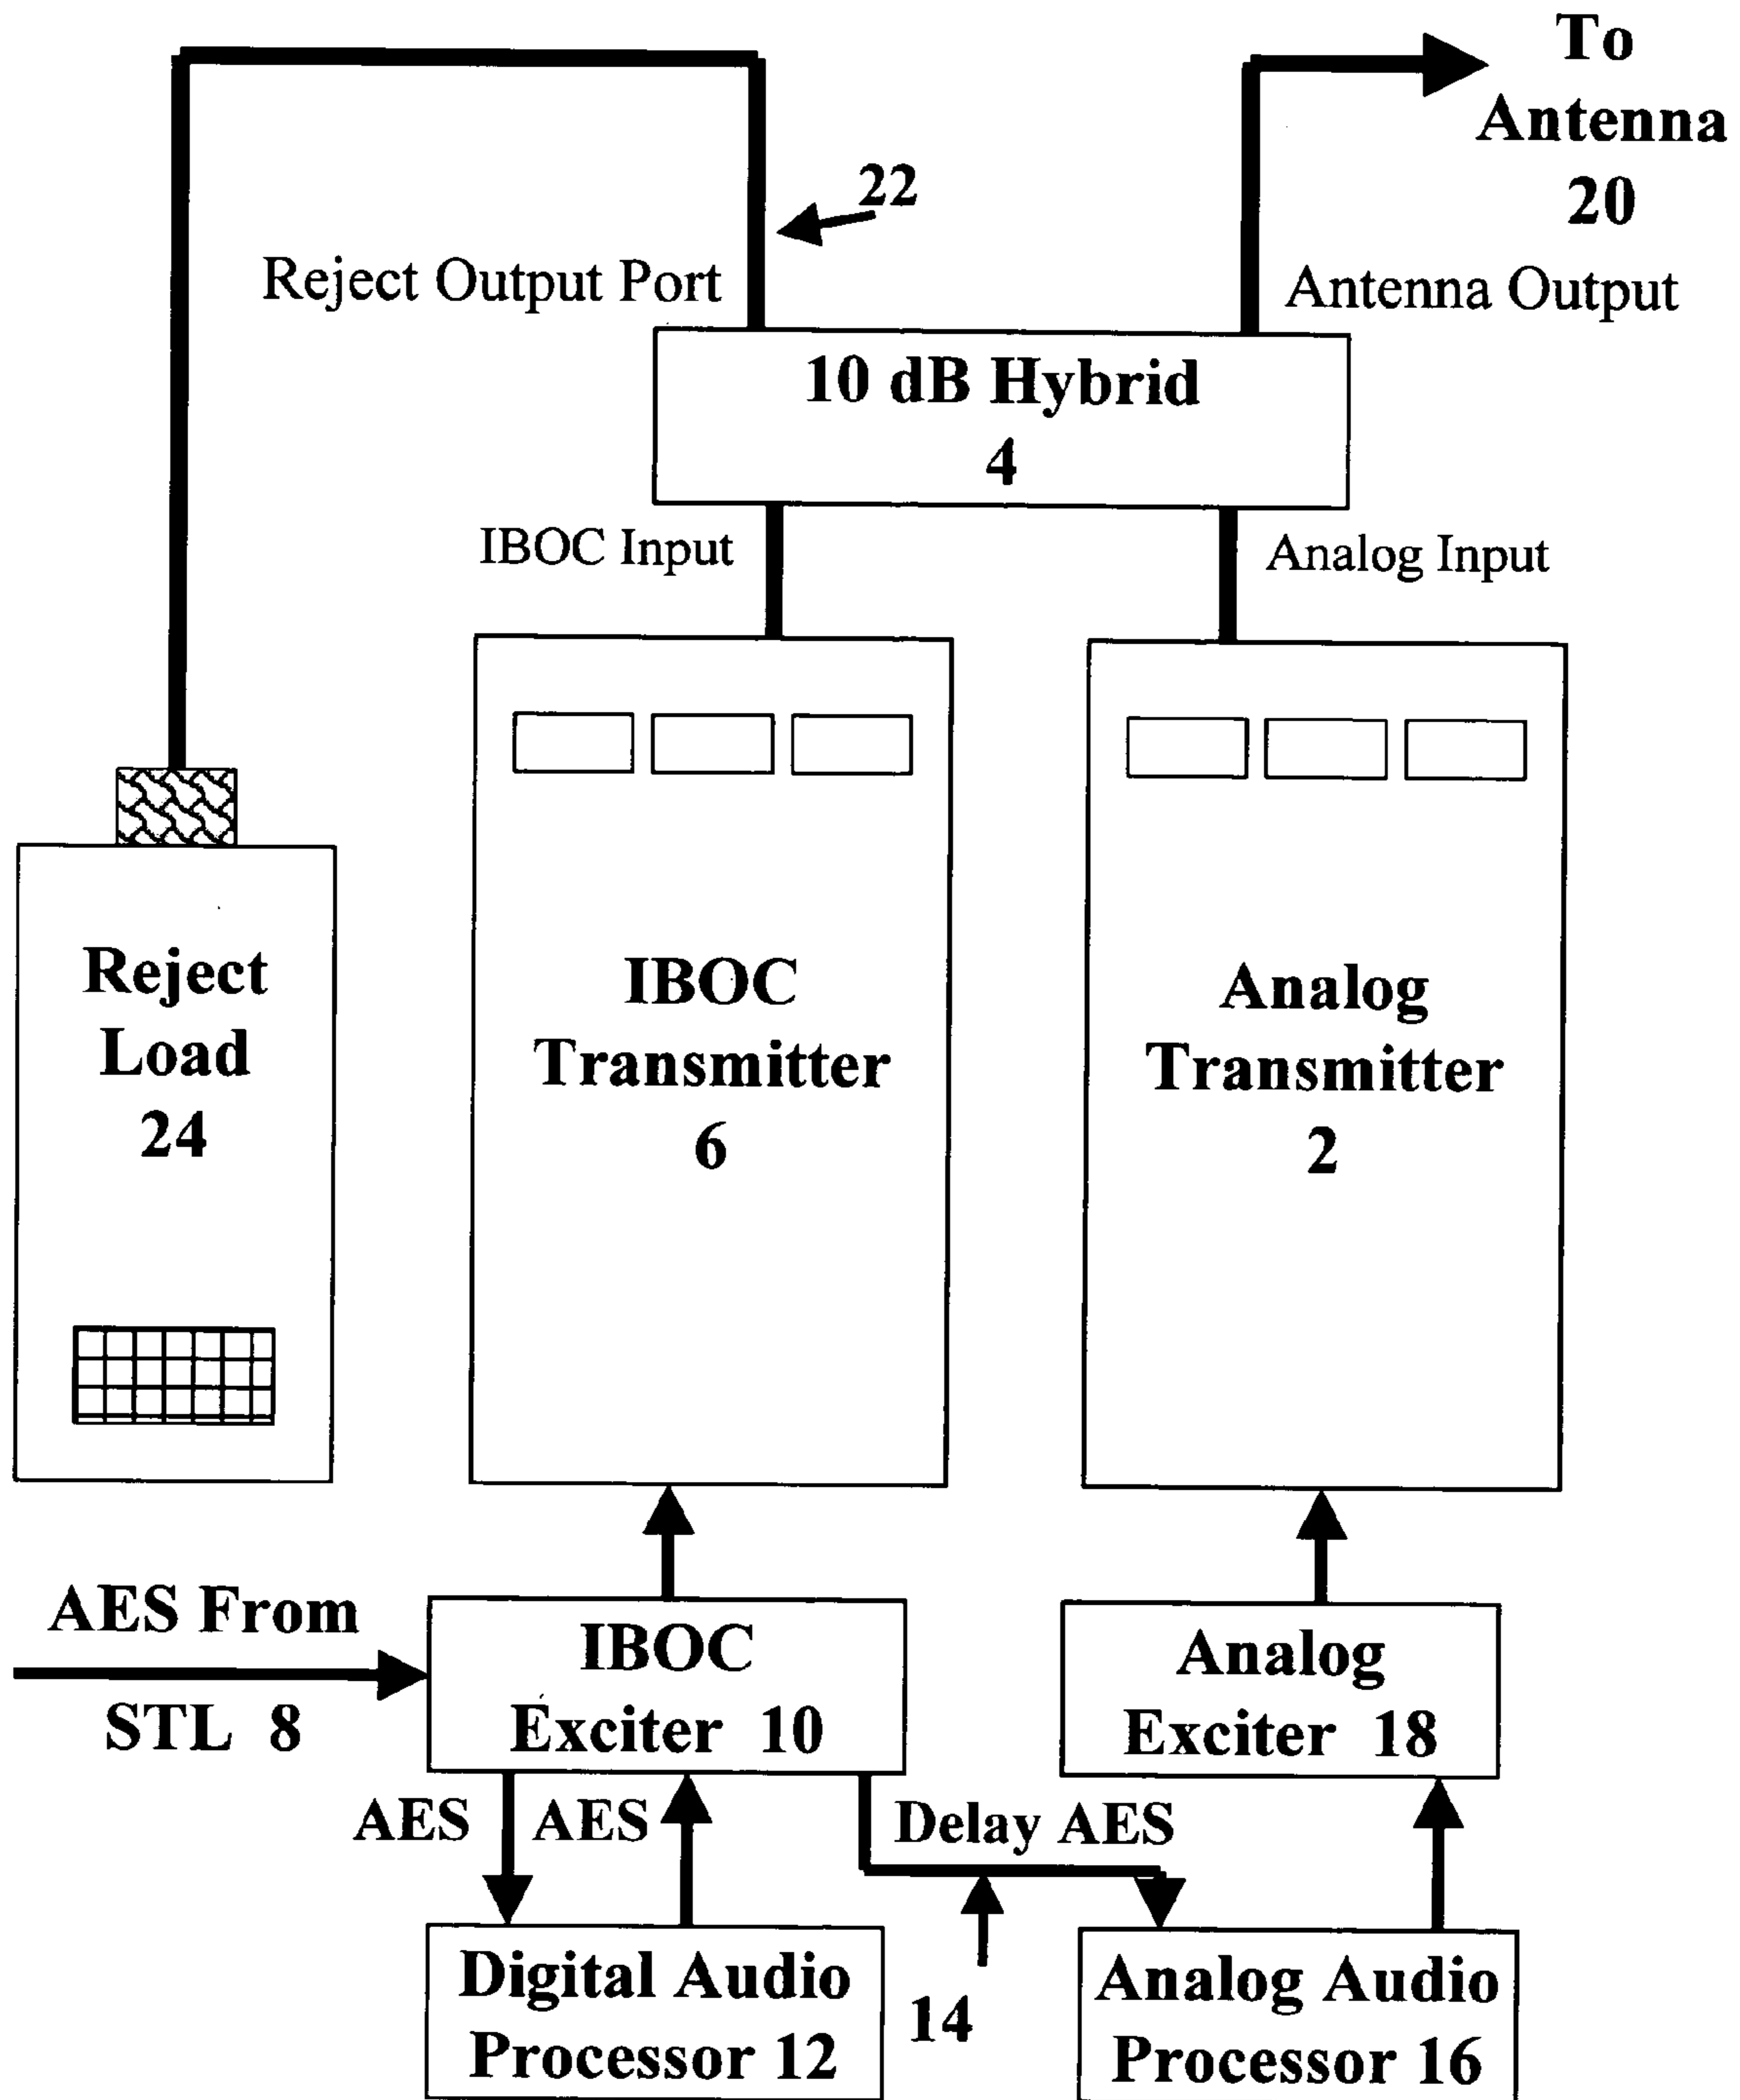 To
Antenna
20
22
Reject Output Port
Antenna Output
10 dB Hybrid
4
IBOC Input
Analog Input
Reject
Load
24
IBOC
Transmitter
6
Analog
Transmitter
2
AES From
STL 8
IBOC
Exciter 10
Analog
Exciter 18
AES
AES
Delay AES
Digital Audio
Processor 12
14
Analog Audio
Processor 16